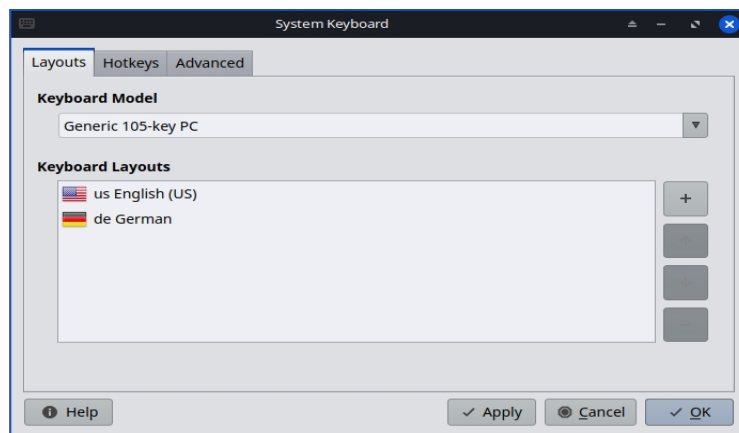 System Keyboard
Layouts Hotkeys Advanced
Keyboard Model
Generic 105-key PC
Keyboard Layouts
us English (US)
de German
Help Apply Cancel OK